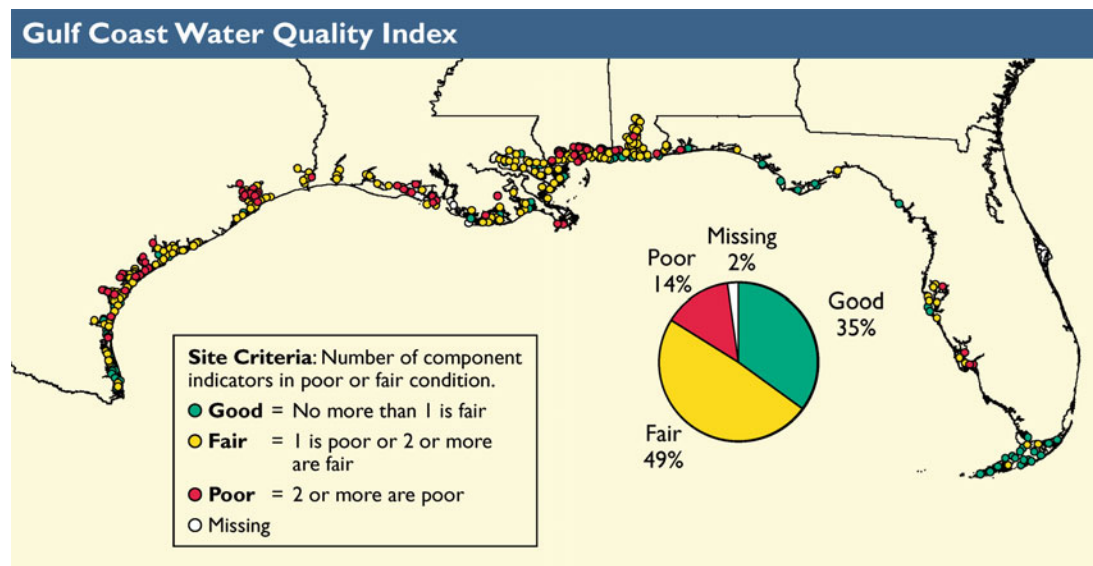 Gulf Coast Water Quality Index
Missing
2%
Poor
14%
Good
35%
Fair
49%
Site Criteria: Number of component
indicators in poor or fair condition.
Good = No more than 1 is fair
Fair = 1 is poor or 2 or more
are fair
Poor = 2 or more are poor
Missing